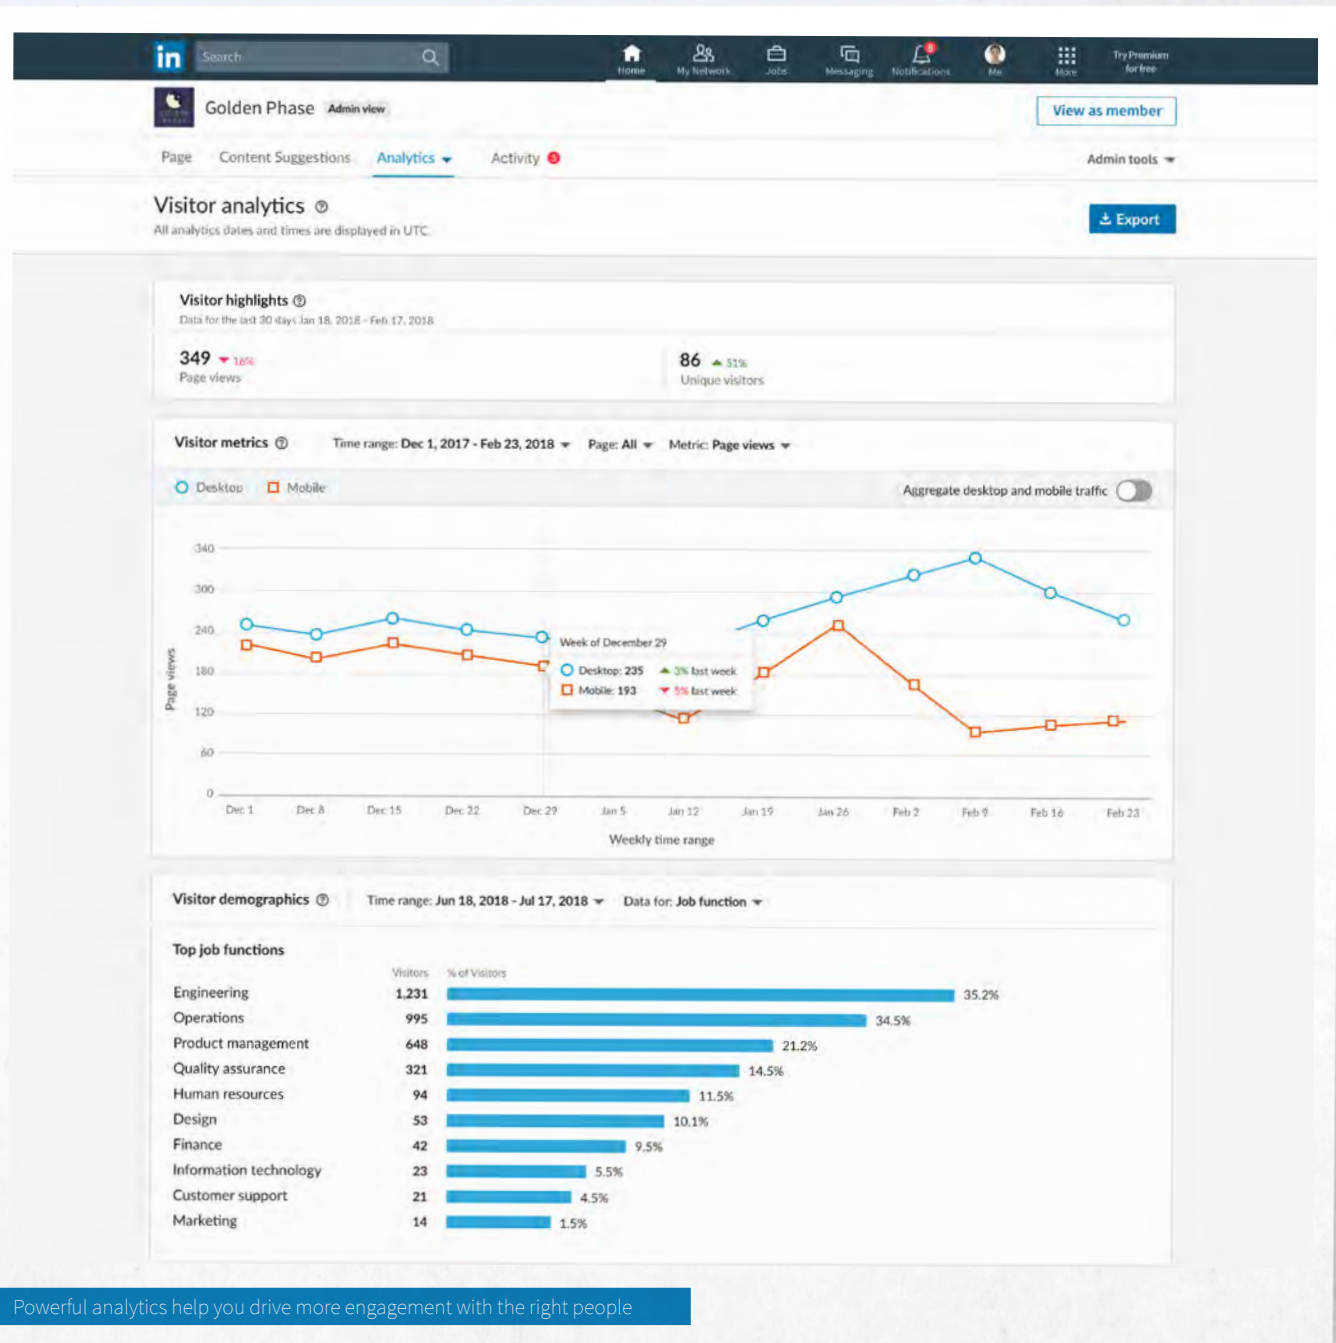 in Search Home My Network Jobs Messaging Notifications 8 Me More Try Premium for free
Golden Phase Admin view View as member
Page Content Suggestions Analytics Activity 3 Admin tools
Visitor analytics Export
All analytics dates and times are displayed in UTC
Visitor highlights
Data for the last 30 days Jan 18, 2018 - Feb 17, 2018
349 16% 86 51%
Page views Unique visitors
Visitor metrics Time range: Dec 1, 2017 - Feb 23, 2018 Page: All Metric: Page views
Desktop Mobile Aggregate desktop and mobile traffic
340
300
240
180
120
60
0
Page views
Week of December 29
Desktop: 235 3% last week
Mobile: 193 5% last week
Dec 1 Dec 8 Dec 15 Dec 22 Dec 29 Jan 5 Jan 12 Jan 19 Jan 26 Feb 2 Feb 9 Feb 16 Feb 23
Weekly time range
Visitor demographics Time range: Jun 18, 2018 - Jul 17, 2018 Data for: Job function
Top job functions
Visitors % of Visitors
Engineering 1,231 35.2%
Operations 995 34.5%
Product management 648 21.2%
Quality assurance 321 14.5%
Human resources 94 11.5%
Design 53 10.1%
Finance 42 9.5%
Information technology 23 5.5%
Customer support 21 4.5%
Marketing 14 1.5%
Powerful analytics help you drive more engagement with the right people